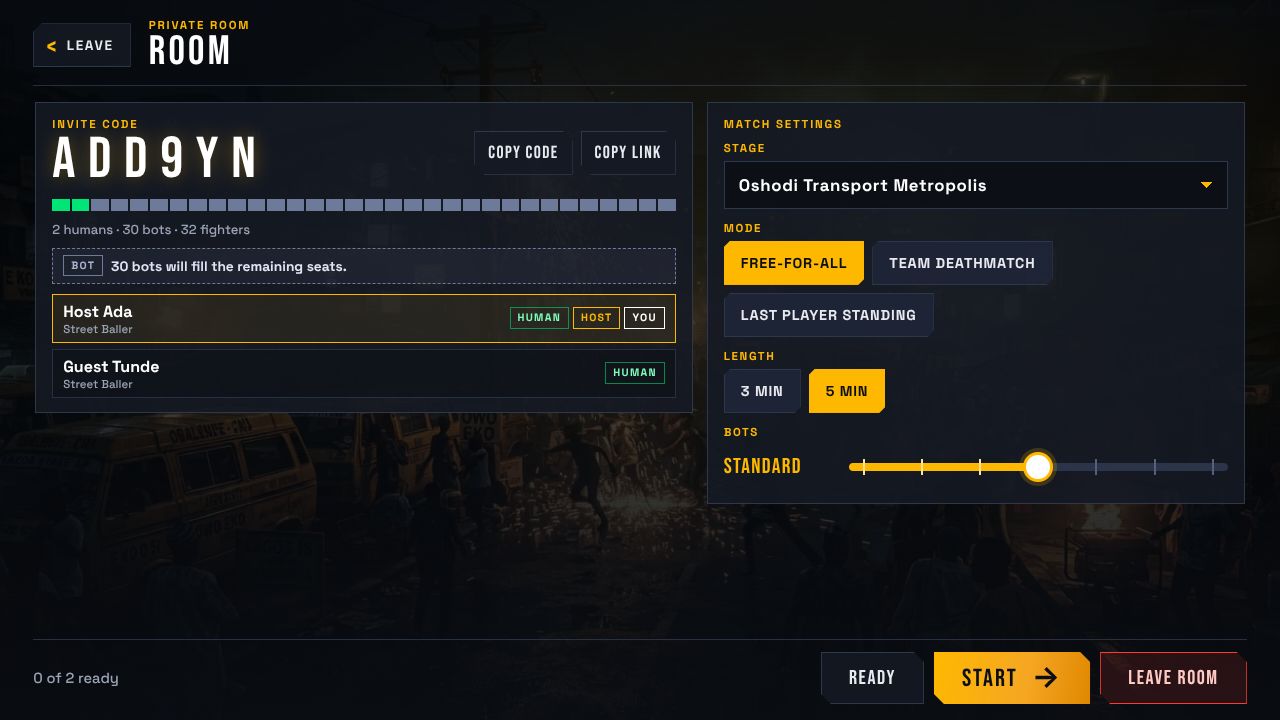 < LEAVE
PRIVATE ROOM
ROOM
INVITE CODE
ADD9YN
COPY CODE
COPY LINK
2 humans · 30 bots · 32 fighters
BOT 30 bots will fill the remaining seats.
Host Ada
Street Baller
HUMAN HOST YOU
Guest Tunde
Street Baller
HUMAN
MATCH SETTINGS
STAGE
Oshodi Transport Metropolis
MODE
FREE-FOR-ALL
TEAM DEATHMATCH
LAST PLAYER STANDING
LENGTH
3 MIN
5 MIN
BOTS
STANDARD
0 of 2 ready
READY
START →
LEAVE ROOM